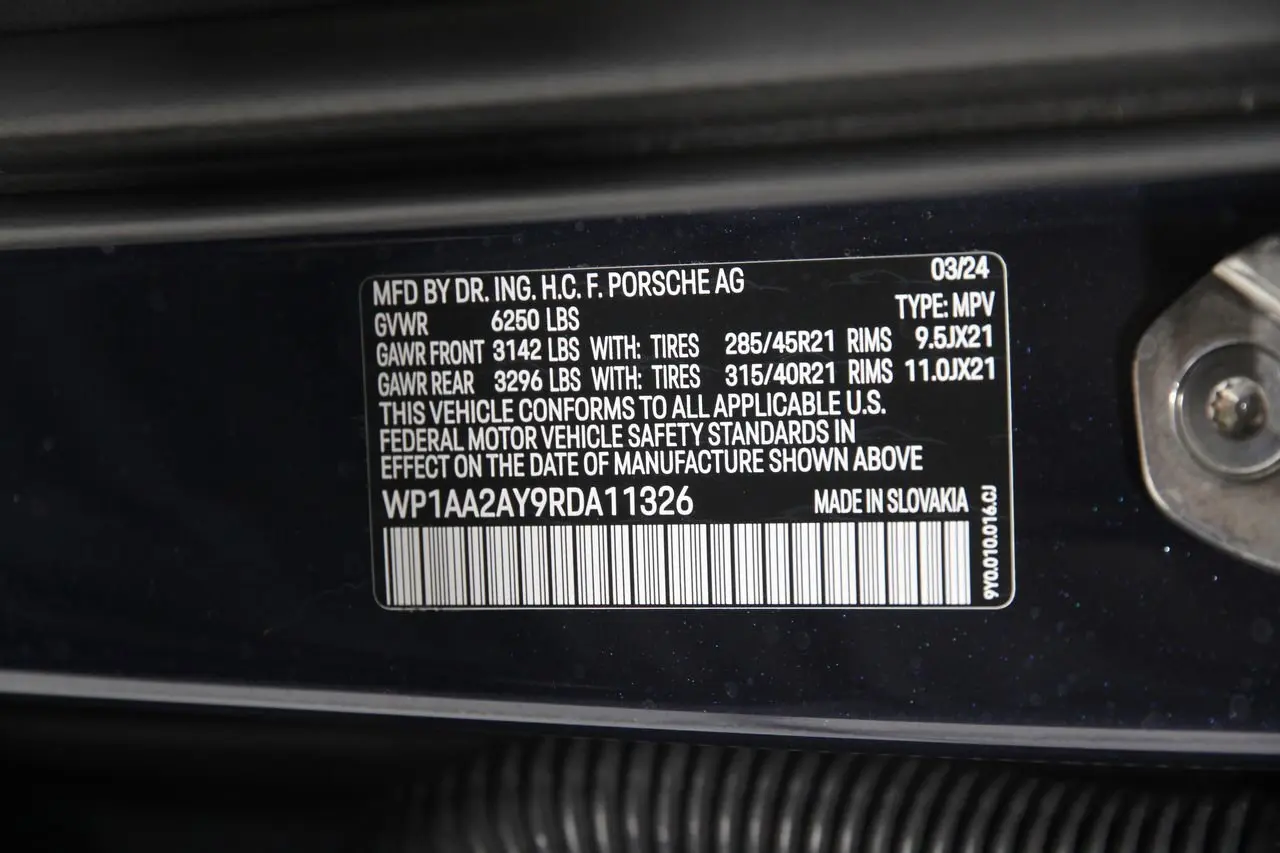 MFD BY DR. ING. H.C. F. PORSCHE AG 03/24
GVWR 6250 LBS TYPE: MPV
GAWR FRONT 3142 LBS WITH: TIRES 285/45R21 RIMS 9.5JX21
GAWR REAR 3296 LBS WITH: TIRES 315/40R21 RIMS 11.0JX21
THIS VEHICLE CONFORMS TO ALL APPLICABLE U.S.
FEDERAL MOTOR VEHICLE SAFETY STANDARDS IN
EFFECT ON THE DATE OF MANUFACTURE SHOWN ABOVE
WP1AA2AY9RDA11326 MADE IN SLOVAKIA
9Y0.010.016.CJ